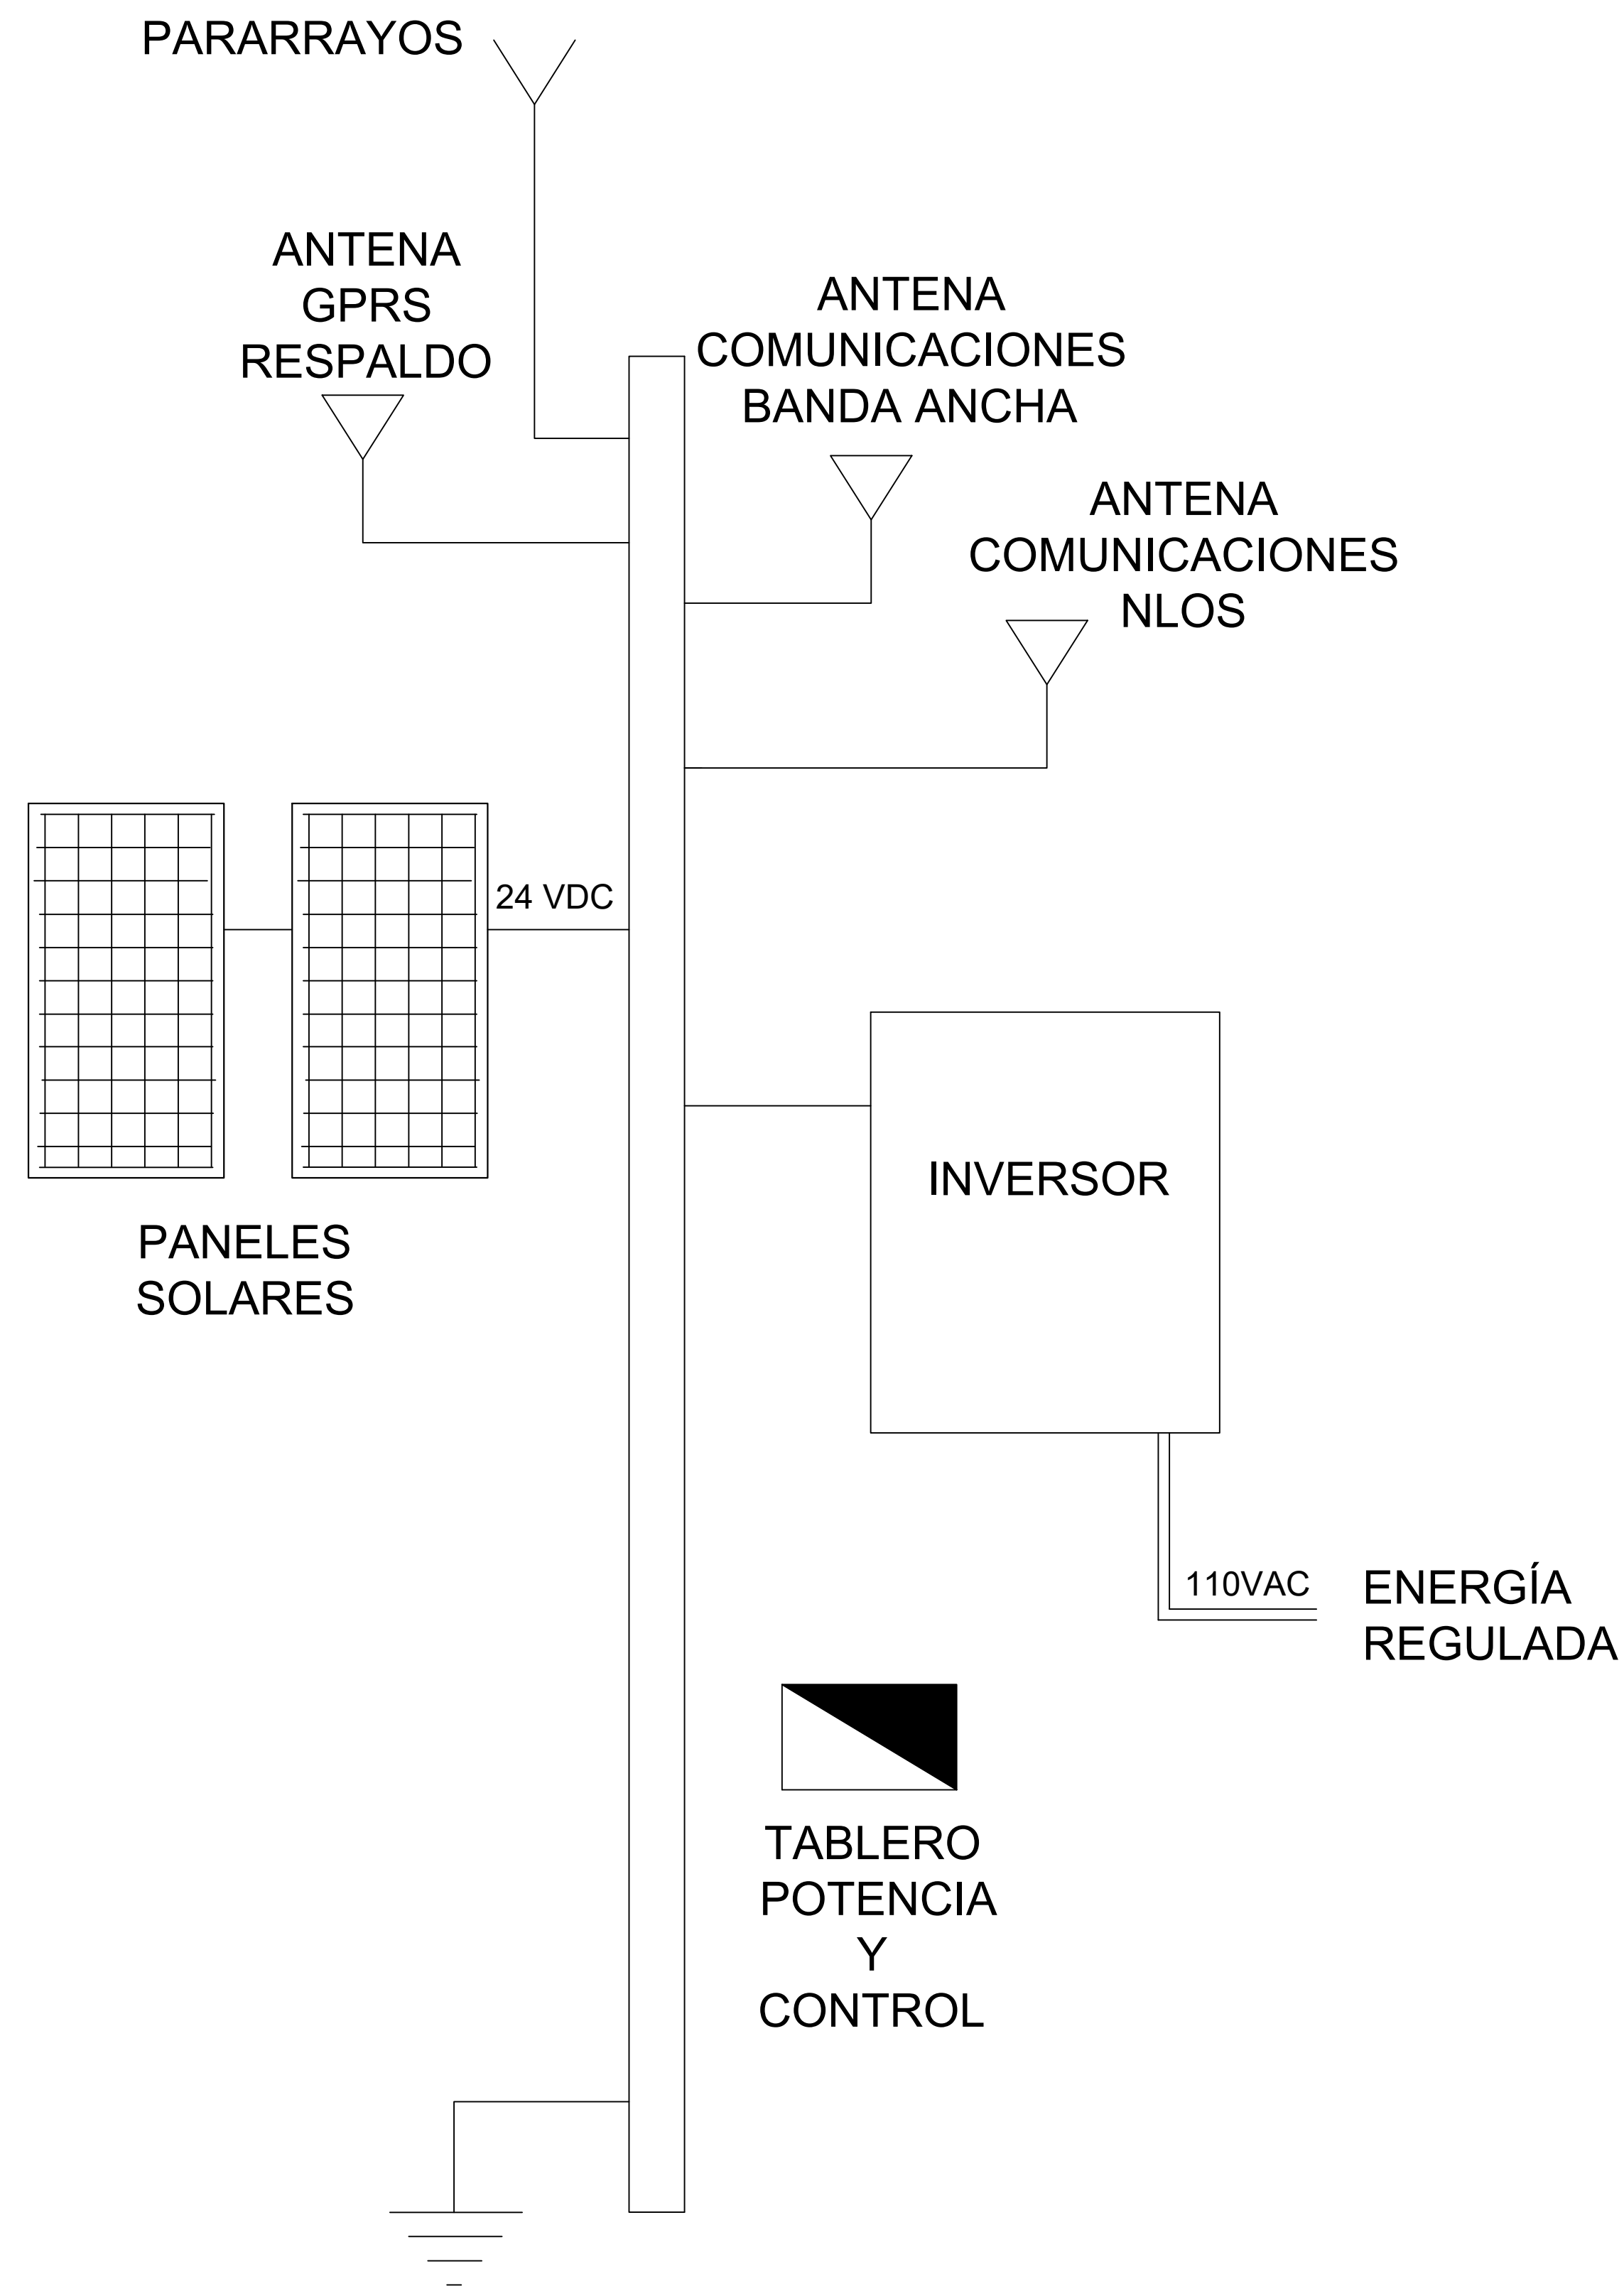 PARARRAYOS
ANTENA
GPRS
RESPALDO
ANTENA
COMUNICACIONES
BANDA ANCHA
ANTENA
COMUNICACIONES
NLOS
24 VDC
PANELES
SOLARES
INVERSOR
110VAC
ENERGÍA
REGULADA
TABLERO
POTENCIA
Y
CONTROL